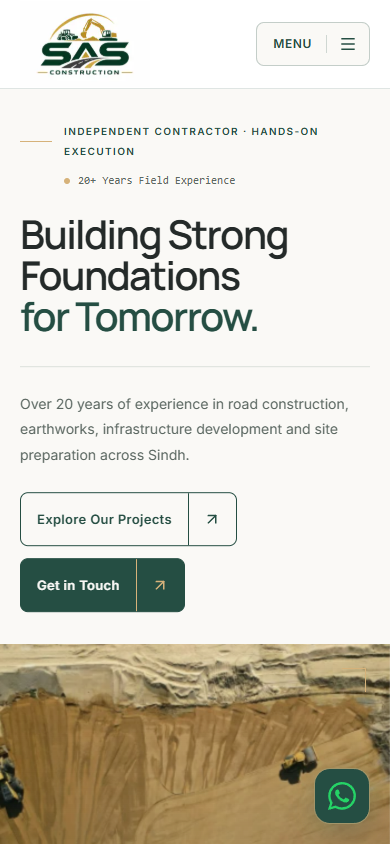 SAS
CONSTRUCTION
MENU
INDEPENDENT CONTRACTOR · HANDS-ON
EXECUTION
20+ Years Field Experience
Building Strong
Foundations
for Tomorrow.
Over 20 years of experience in road construction,
earthworks, infrastructure development and site
preparation across Sindh.
Explore Our Projects
Get in Touch